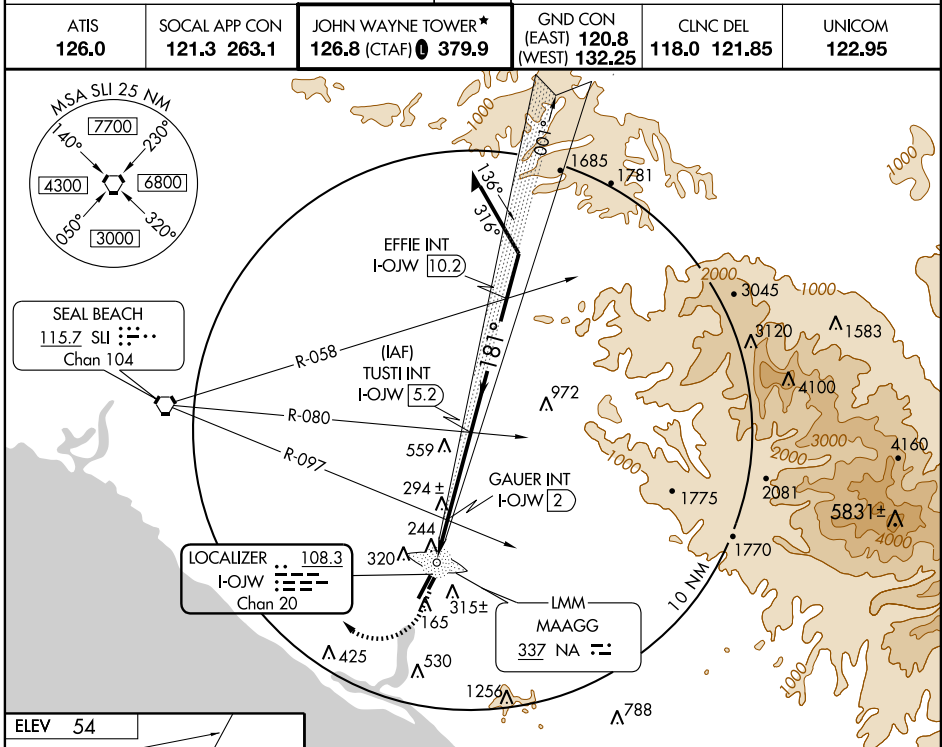 ATIS
126.0
SOCAL APP CON
121.3 263.1
JOHN WAYNE TOWER★
126.8 (CTAF) L 379.9
GND CON
(EAST) 120.8
(WEST) 132.25
CLNC DEL
118.0 121.85
UNICOM
122.95
MSA SLI 25 NM
7700
140°
230°
4300
6800
050°
320°
3000
1000
001°
1685
1781
1000
136°
316°
EFFIE INT
I-OJW 10.2
2000
3045
1000
SEAL BEACH
115.7 SLI
Chan 104
R-058
181°
3120
1583
(IAF)
TUSTI INT
I-OJW 5.2
4100
972
R-080
559
3000
2000
4160
R-097
1000
GAUER INT
I-OJW 2
294±
1775
2081
5831±
4000
244
320
1770
LOCALIZER 108.3
I-OJW
Chan 20
10 NM
315±
165
LMM
MAAGG
337 NA
425
530
1256
788
1000
ELEV 54